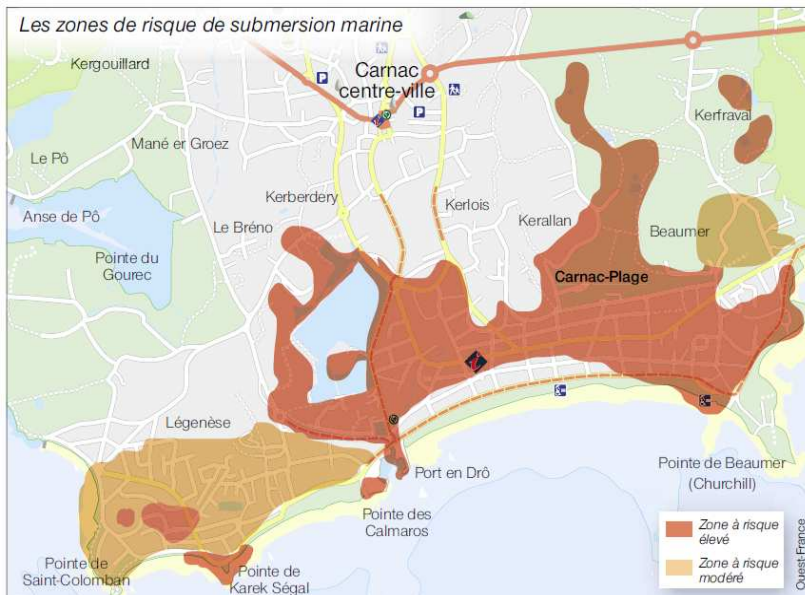 Les zones de risque de submersion marine
Kergouillard
Carnac
centre-ville
P
P
Kerfraval
Mané er Groez
Le Pô
Kerberdery
Kerlois
Anse de Pô
Le Bréno
Kerallan
Beaumer
Pointe du
Gourec
Carnac-Plage
Légenèse
Port en Drô
Pointe de Beaumer
(Churchill)
Pointe des
Calmaros
Pointe de
Saint-Colomban
Pointe de
Karek Ségal
Zone à risque
élevé
Zone à risque
modéré
Ouest-France